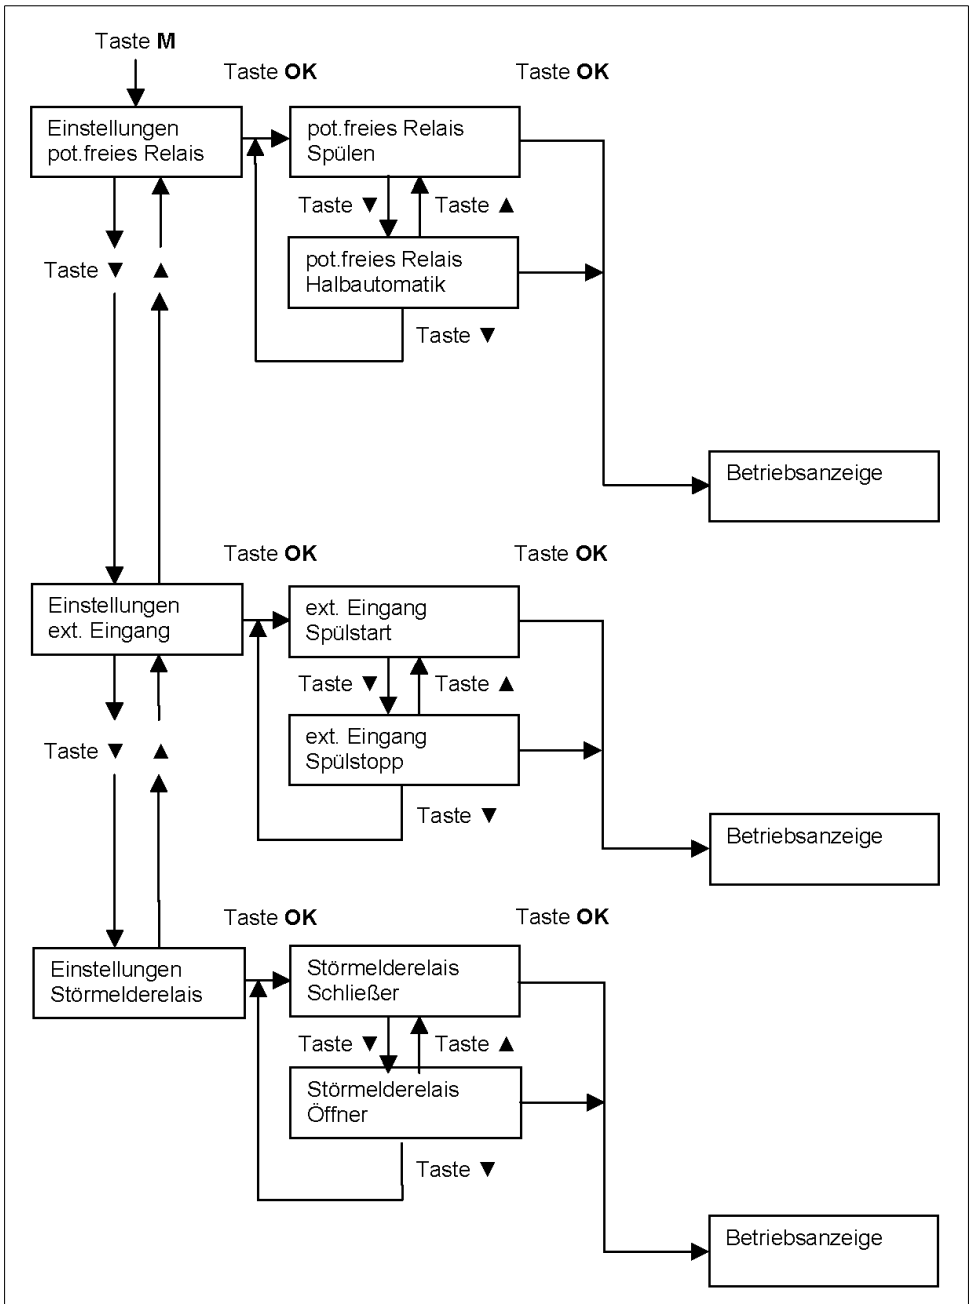 Taste M
Taste OK
Taste OK
Einstellungen
pot.freies Relais
pot.freies Relais
Spülen
Taste ▼
Taste ▲
pot.freies Relais
Halbautomatik
Taste ▼ ▲
Taste ▼
Betriebsanzeige
Taste OK
Taste OK
Einstellungen
ext. Eingang
ext. Eingang
Spülstart
Taste ▼
Taste ▲
ext. Eingang
Spülstopp
Taste ▼ ▲
Taste ▼
Betriebsanzeige
Taste OK
Taste OK
Einstellungen
Störmelderelais
Störmelderelais
Schließer
Taste ▼
Taste ▲
Störmelderelais
Öffner
Taste ▼
Betriebsanzeige